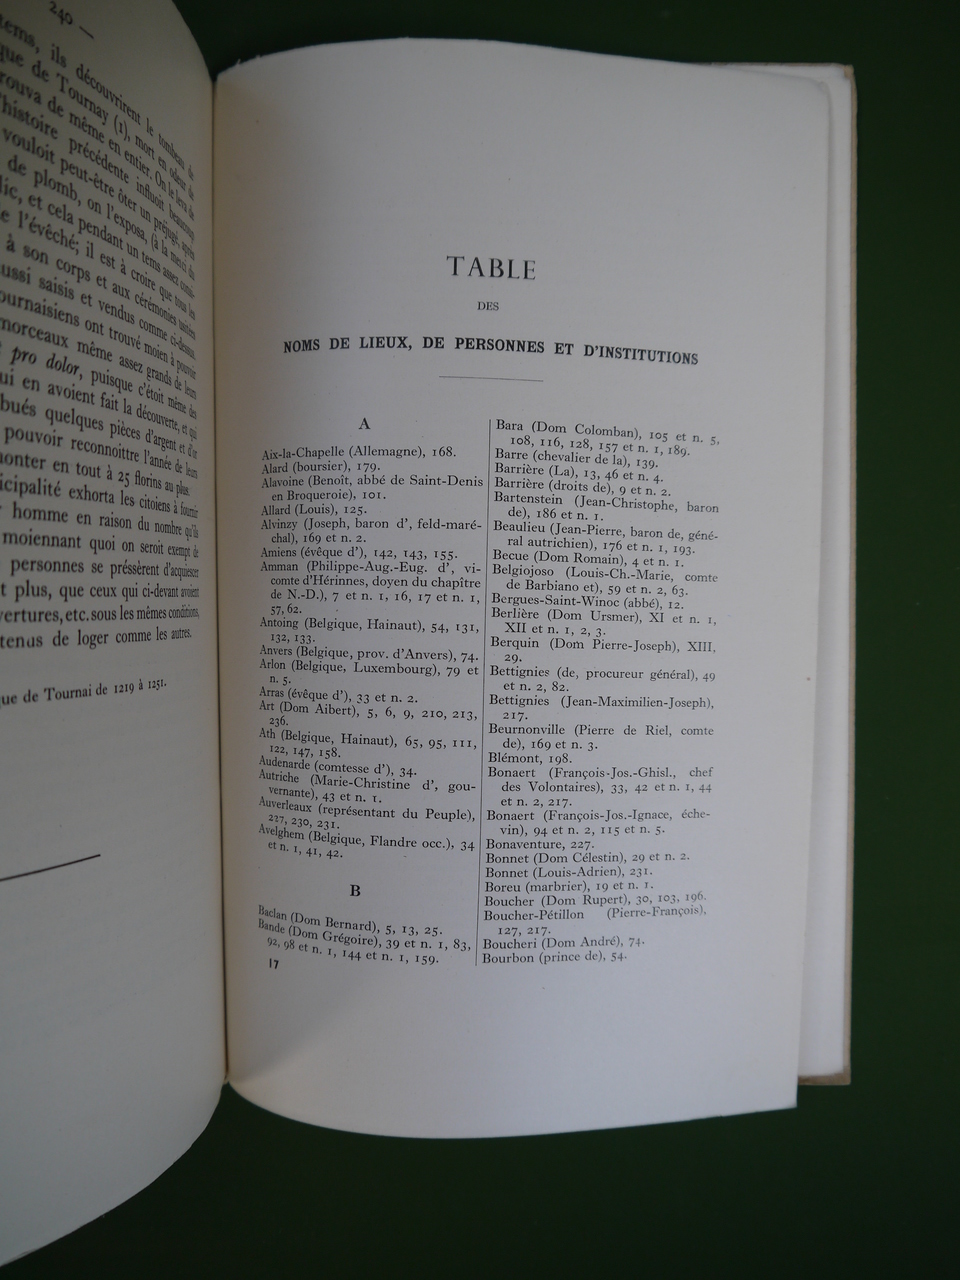 240 —
tems, ils découvrirent le tombeau de
que de Tournay (1), mort en odeur de
rouva de même en entier. On le leva de
l'histoire précédente influoit beaucoup
vouloit peut-être ôter un préjugé, après
de plomb, on l'exposa, (à la merci du
lic, et cela pendant un tems assez
e l'évêché; il est à croire que tous les
à son corps et aux cérémonies
ussi saisis et vendus comme ci-dessus.
ournaisiens ont trouvé moien à pouvoir
morceaux même assez grands de leurs
pro dolor, puisque c'étoit même des
ui en avoient fait la découverte, et qui
bués quelques pièces d'argent et d'or
pouvoir reconnoittre l'année de leur
onter en tout à 25 florins au plus.
icipalité exhorta les citoiens à fournir
homme en raison du nombre qu'ils
moiennant quoi on seroit exempt de
personnes se préssèrent d'acquiescer
t plus, que ceux qui ci-devant avoient
vertures, etc. sous les mêmes conditions,
tenus de loger comme les autres.
que de Tournai de 1219 à 1251.
TABLE
DES
NOMS DE LIEUX, DE PERSONNES ET D'INSTITUTIONS
A
Aix-la-Chapelle (Allemagne), 168.
Alard (boursier), 179.
Alavoine (Benoît, abbé de Saint-Denis
en Broqueroie), 101.
Allard (Louis), 125.
Alvinzy (Joseph, baron d', feld-maré-
chal), 169 et n. 2.
Amiens (évêque d'), 142, 143, 155.
Amman (Philippe-Aug.-Eug. d', vi-
comte d'Hérinnes, doyen du chapître
de N.-D.), 7 et n. 1, 16, 17 et n. 1,
57, 62.
Antoing (Belgique, Hainaut), 54, 131,
132, 133.
Anvers (Belgique, prov. d'Anvers), 74.
Arlon (Belgique, Luxembourg), 79 et
n. 5.
Arras (évêque d'), 33 et n. 2.
Art (Dom Aibert), 5, 6, 9, 210, 213,
236.
Ath (Belgique, Hainaut), 65, 95, 111,
122, 147, 158.
Audenarde (comtesse d'), 34.
Autriche (Marie-Christine d', gou-
vernante), 43 et n. 1.
Auverleaux (représentant du Peuple),
227, 230, 231.
Avelghem (Belgique, Flandre occ.), 34
et n. 1, 41, 42.
B
Baclan (Dom Bernard), 5, 13, 25.
Bande (Dom Grégoire), 39 et n. 1, 83,
92, 98 et n. 1, 144 et n. 1, 159.
17
Bara (Dom Colomban), 105 et n. 5,
108, 116, 128, 157 et n. 1, 189.
Barre (chevalier de la), 139.
Barrière (La), 13, 46 et n. 4.
Barrière (droits de), 9 et n. 2.
Bartenstein (Jean-Christophe, baron
de), 186 et n. 1.
Beaulieu (Jean-Pierre, baron de, géné-
ral autrichien), 176 et n. 1, 193.
Becue (Dom Romain), 4 et n. 1.
Belgiojoso (Louis-Ch.-Marie, comte
de Barbiano et), 59 et n. 2, 63.
Bergues-Saint-Winoc (abbé), 12.
Berlière (Dom Ursmer), XI et n. 1,
XII et n. 1, 2, 3.
Berquin (Dom Pierre-Joseph), XIII,
29.
Bettignies (de, procureur général), 49
et n. 2, 82.
Bettignies (Jean-Maximilien-Joseph),
217.
Beurnonville (Pierre de Riel, comte
de), 169 et n. 3.
Blémont, 198.
Bonaert (François-Jos.-Ghisl., chef
des Volontaires), 33, 42 et n. 1, 44
et n. 2, 217.
Bonaert (François-Jos.-Ignace, éche-
vin), 94 et n. 2, 115 et n. 5.
Bonaventure, 227.
Bonnet (Dom Célestin), 29 et n. 2.
Bonnet (Louis-Adrien), 231.
Boreu (marbrier), 19 et n. 1.
Boucher (Dom Rupert), 30, 103, 196.
Boucher-Pétillon (Pierre-François),
127, 217.
Boucheri (Dom André), 74.
Bourbon (prince de), 54.